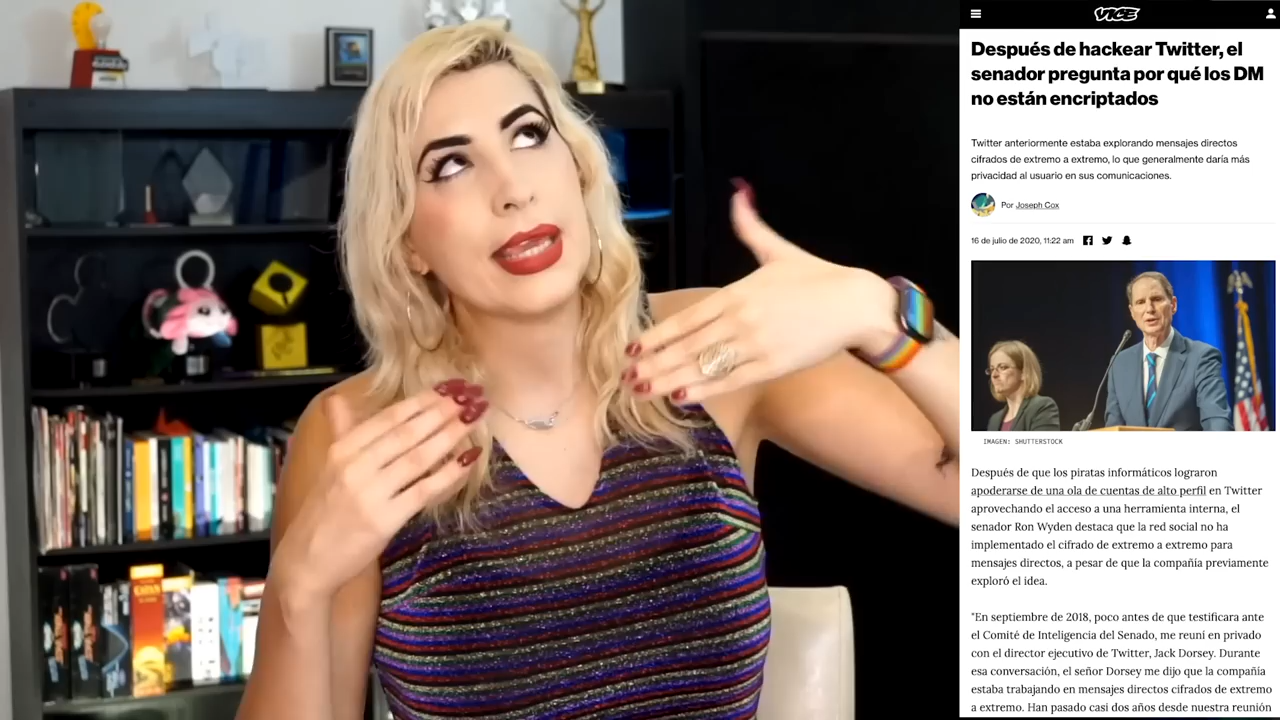 VICE
Después de hackear Twitter, el
senador pregunta por qué los DM
no están encriptados
Twitter anteriormente estaba explorando mensajes directos
cifrados de extremo a extremo, lo que generalmente daría más
privacidad al usuario en sus comunicaciones.
Por Joseph Cox
16 de julio de 2020, 11:22 am
IMAGEN: SHUTTERSTOCK
Después de que los piratas informáticos lograron
apoderarse de una ola de cuentas de alto perfil en Twitter
aprovechando el acceso a una herramienta interna, el
senador Ron Wyden destaca que la red social no ha
implementado el cifrado de extremo a extremo para
mensajes directos, a pesar de que la compañía previamente
exploró el idea.
"En septiembre de 2018, poco antes de que testificara ante
el Comité de Inteligencia del Senado, me reuní en privado
con el director ejecutivo de Twitter, Jack Dorsey. Durante
esa conversación, el señor Dorsey me dijo que la compañía
estaba trabajando en mensajes directos cifrados de extremo
a extremo. Han pasado casi dos años desde nuestra reunión